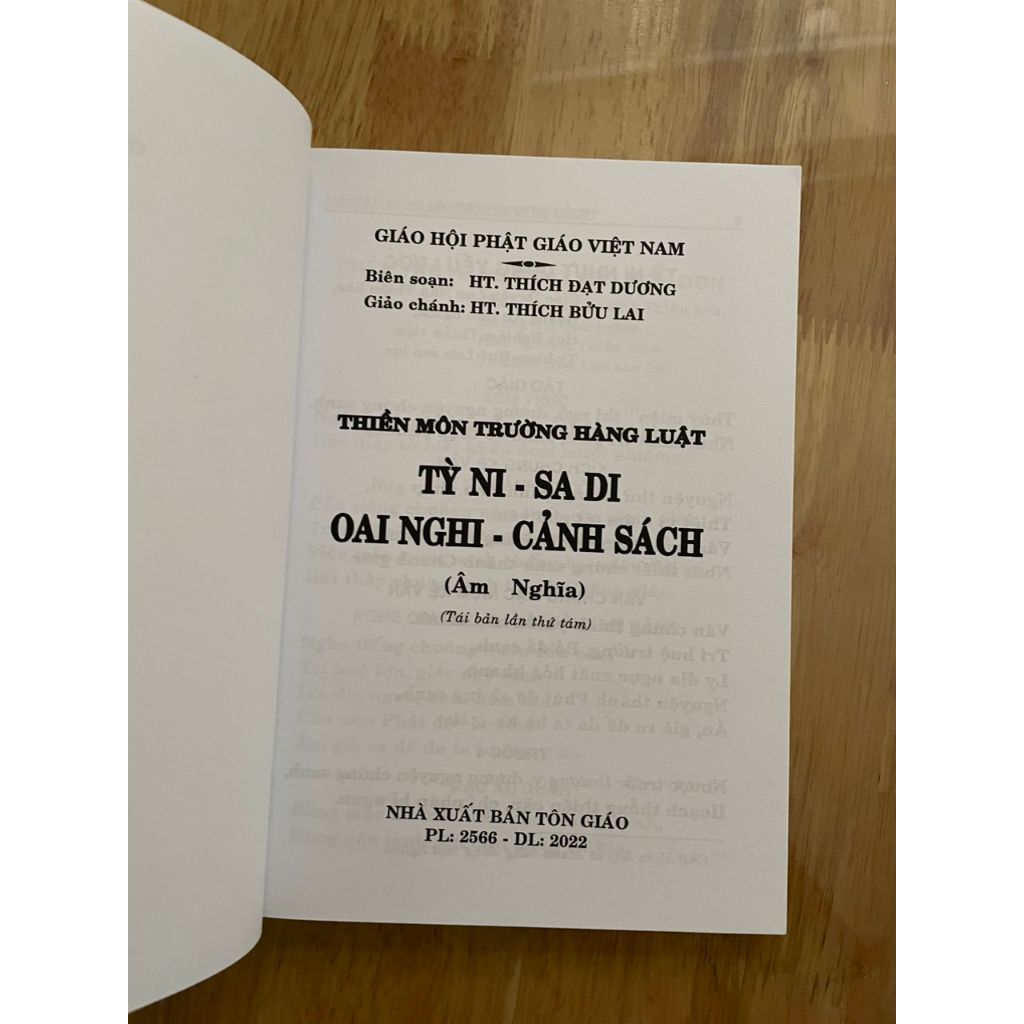 GIÁO HỘI PHẬT GIÁO VIỆT NAM
Biên soạn: HT. THÍCH ĐẠT DƯƠNG
Giảo chánh: HT. THÍCH BỬU LAI
THIỀN MÔN TRƯỜNG HÀNG LUẬT
TỲ NI - SA DI
OAI NGHI - CẢNH SÁCH
(Âm Nghĩa)
(Tái bản lần thứ tám)
NHÀ XUẤT BẢN TÔN GIÁO
PL: 2566 - DL: 2022